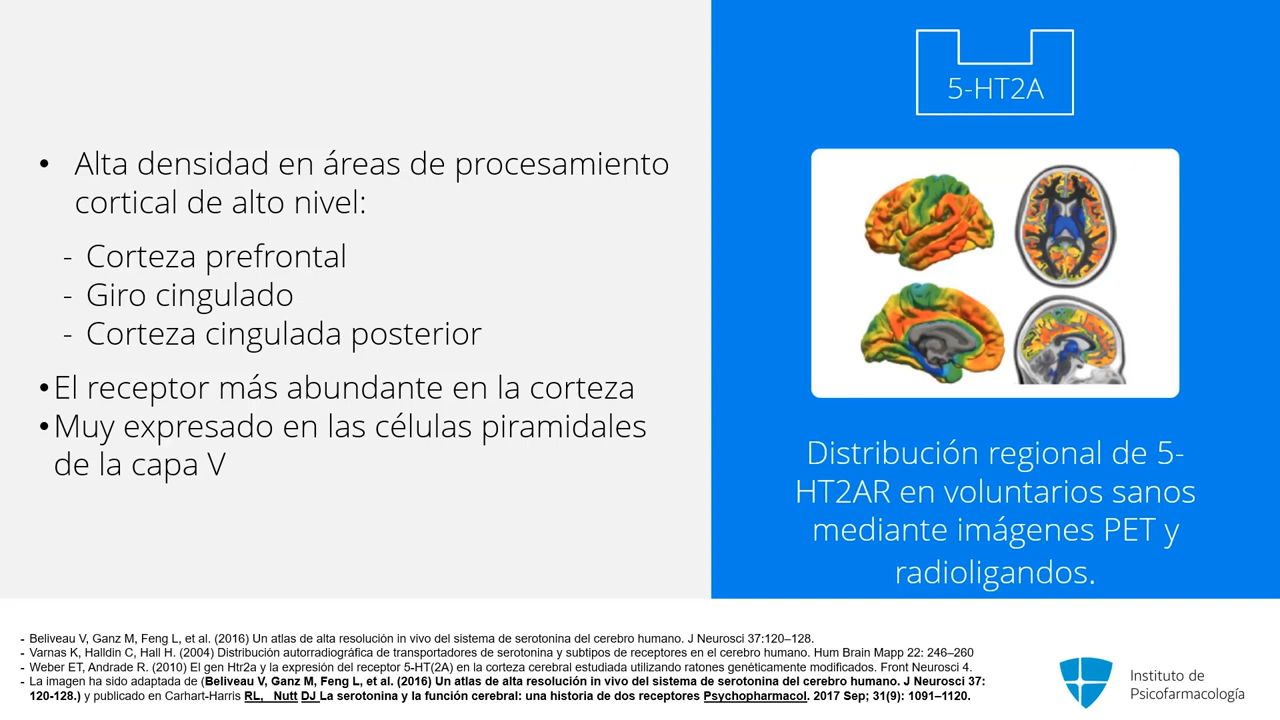 • Alta densidad en áreas de procesamiento
cortical de alto nivel:
- Corteza prefrontal
- Giro cingulado
- Corteza cingulada posterior
•El receptor más abundante en la corteza
•Muy expresado en las células piramidales
de la capa V
5-HT2A
Distribución regional de 5-
HT2AR en voluntarios sanos
mediante imágenes PET y
radioligandos.
- Beliveau V, Ganz M, Feng L, et al. (2016) Un atlas de alta resolución in vivo del sistema de serotonina del cerebro humano. J Neurosci 37:120–128.
- Varnas K, Halldin C, Hall H. (2004) Distribución autorradiográfica de transportadores de serotonina y subtipos de receptores en el cerebro humano. Hum Brain Mapp 22: 246–260
- Weber ET, Andrade R. (2010) El gen Htr2a y la expresión del receptor 5-HT(2A) en la corteza cerebral estudiada utilizando ratones genéticamente modificados. Front Neurosci 4.
- La imagen ha sido adaptada de (Beliveau V, Ganz M, Feng L, et al. (2016) Un atlas de alta resolución in vivo del sistema de serotonina del cerebro humano. J Neurosci 37:
120-128.) y publicado en Carhart-Harris RL, Nutt DJ La serotonina y la función cerebral: una historia de dos receptores Psychopharmacol. 2017 Sep; 31(9): 1091–1120.
Instituto de
Psicofarmacología